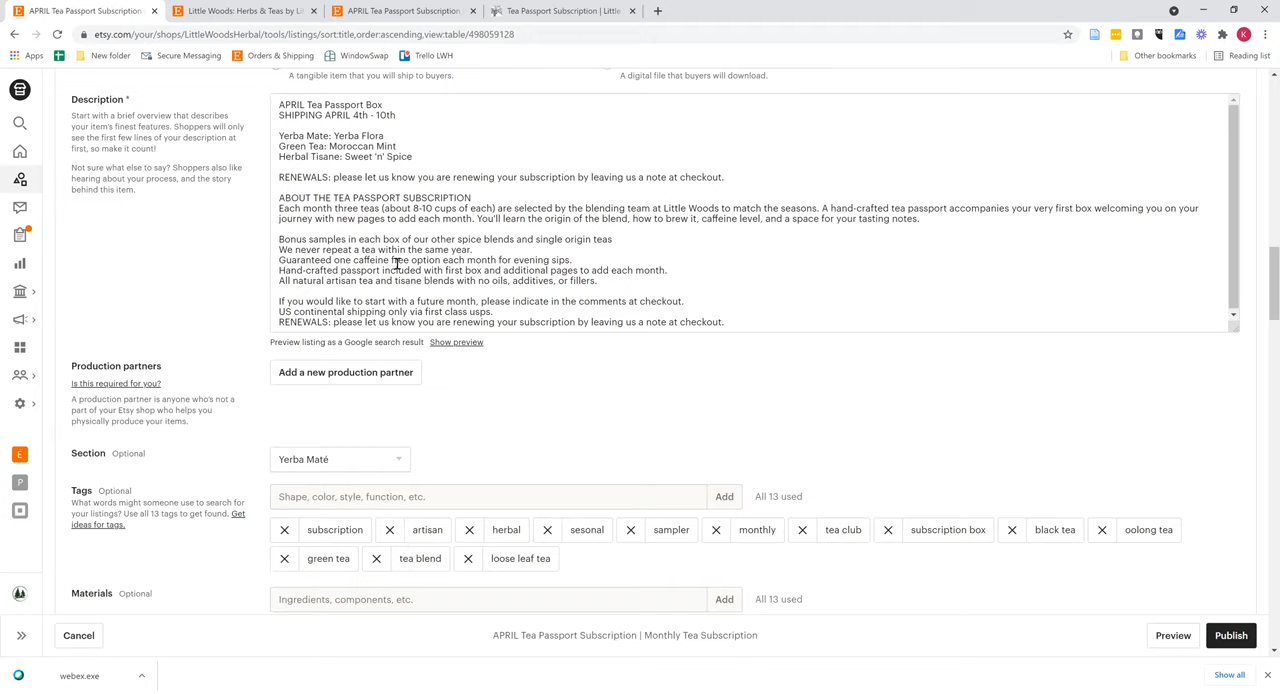 APRIL Tea Passport Subscription
Little Woods: Herbs & Teas by Li
APRIL Tea Passport Subscription
Tea Passport Subscription | Little
etsy.com/your/shops/LittleWoodsHerbal/tools/listings/sort:title,order:ascending,view:table/498059128
K
Apps
New folder
Secure Messaging
Orders & Shipping
WindowSwap
Trello LWH
Other bookmarks
Reading list
A tangible item that you will ship to buyers.
A digital file that buyers will download.
Description *
Start with a brief overview that describes
your item's finest features. Shoppers will only
see the first few lines of your description at
first, so make it count!
Not sure what else to say? Shoppers also like
hearing about your process, and the story
behind this item.
APRIL Tea Passport Box
SHIPPING APRIL 4th - 10th
Yerba Mate: Yerba Flora
Green Tea: Moroccan Mint
Herbal Tisane: Sweet 'n' Spice
RENEWALS: please let us know you are renewing your subscription by leaving us a note at checkout.
ABOUT THE TEA PASSPORT SUBSCRIPTION
Each month three teas (about 8-10 cups of each) are selected by the blending team at Little Woods to match the seasons. A hand-crafted tea passport accompanies your very first box welcoming you on your
journey with new pages to add each month. You'll learn the origin of the blend, how to brew it, caffeine level, and a space for your tasting notes.
Bonus samples in each box of our other spice blends and single origin teas
We never repeat a tea within the same year.
Guaranteed one caffeine free option each month for evening sips.
Hand-crafted passport included with first box and additional pages to add each month.
All natural artisan tea and tisane blends with no oils, additives, or fillers.
If you would like to start with a future month, please indicate in the comments at checkout.
US continental shipping only via first class usps.
RENEWALS: please let us know you are renewing your subscription by leaving us a note at checkout.
Preview listing as a Google search result Show preview
Production partners
Is this required for you?
A production partner is anyone who's not a
part of your Etsy shop who helps you
physically produce your items.
Add a new production partner
Section Optional
Yerba Maté
Tags Optional
What words might someone use to search for
your listings? Use all 13 tags to get found. Get
ideas for tags.
Shape, color, style, function, etc.
Add
All 13 used
subscription
artisan
herbal
sesonal
sampler
monthly
tea club
subscription box
black tea
oolong tea
green tea
tea blend
loose leaf tea
Materials Optional
Ingredients, components, etc.
Add
All 13 used
E
P
Cancel
APRIL Tea Passport Subscription | Monthly Tea Subscription
Preview
Publish
webex.exe
Show all